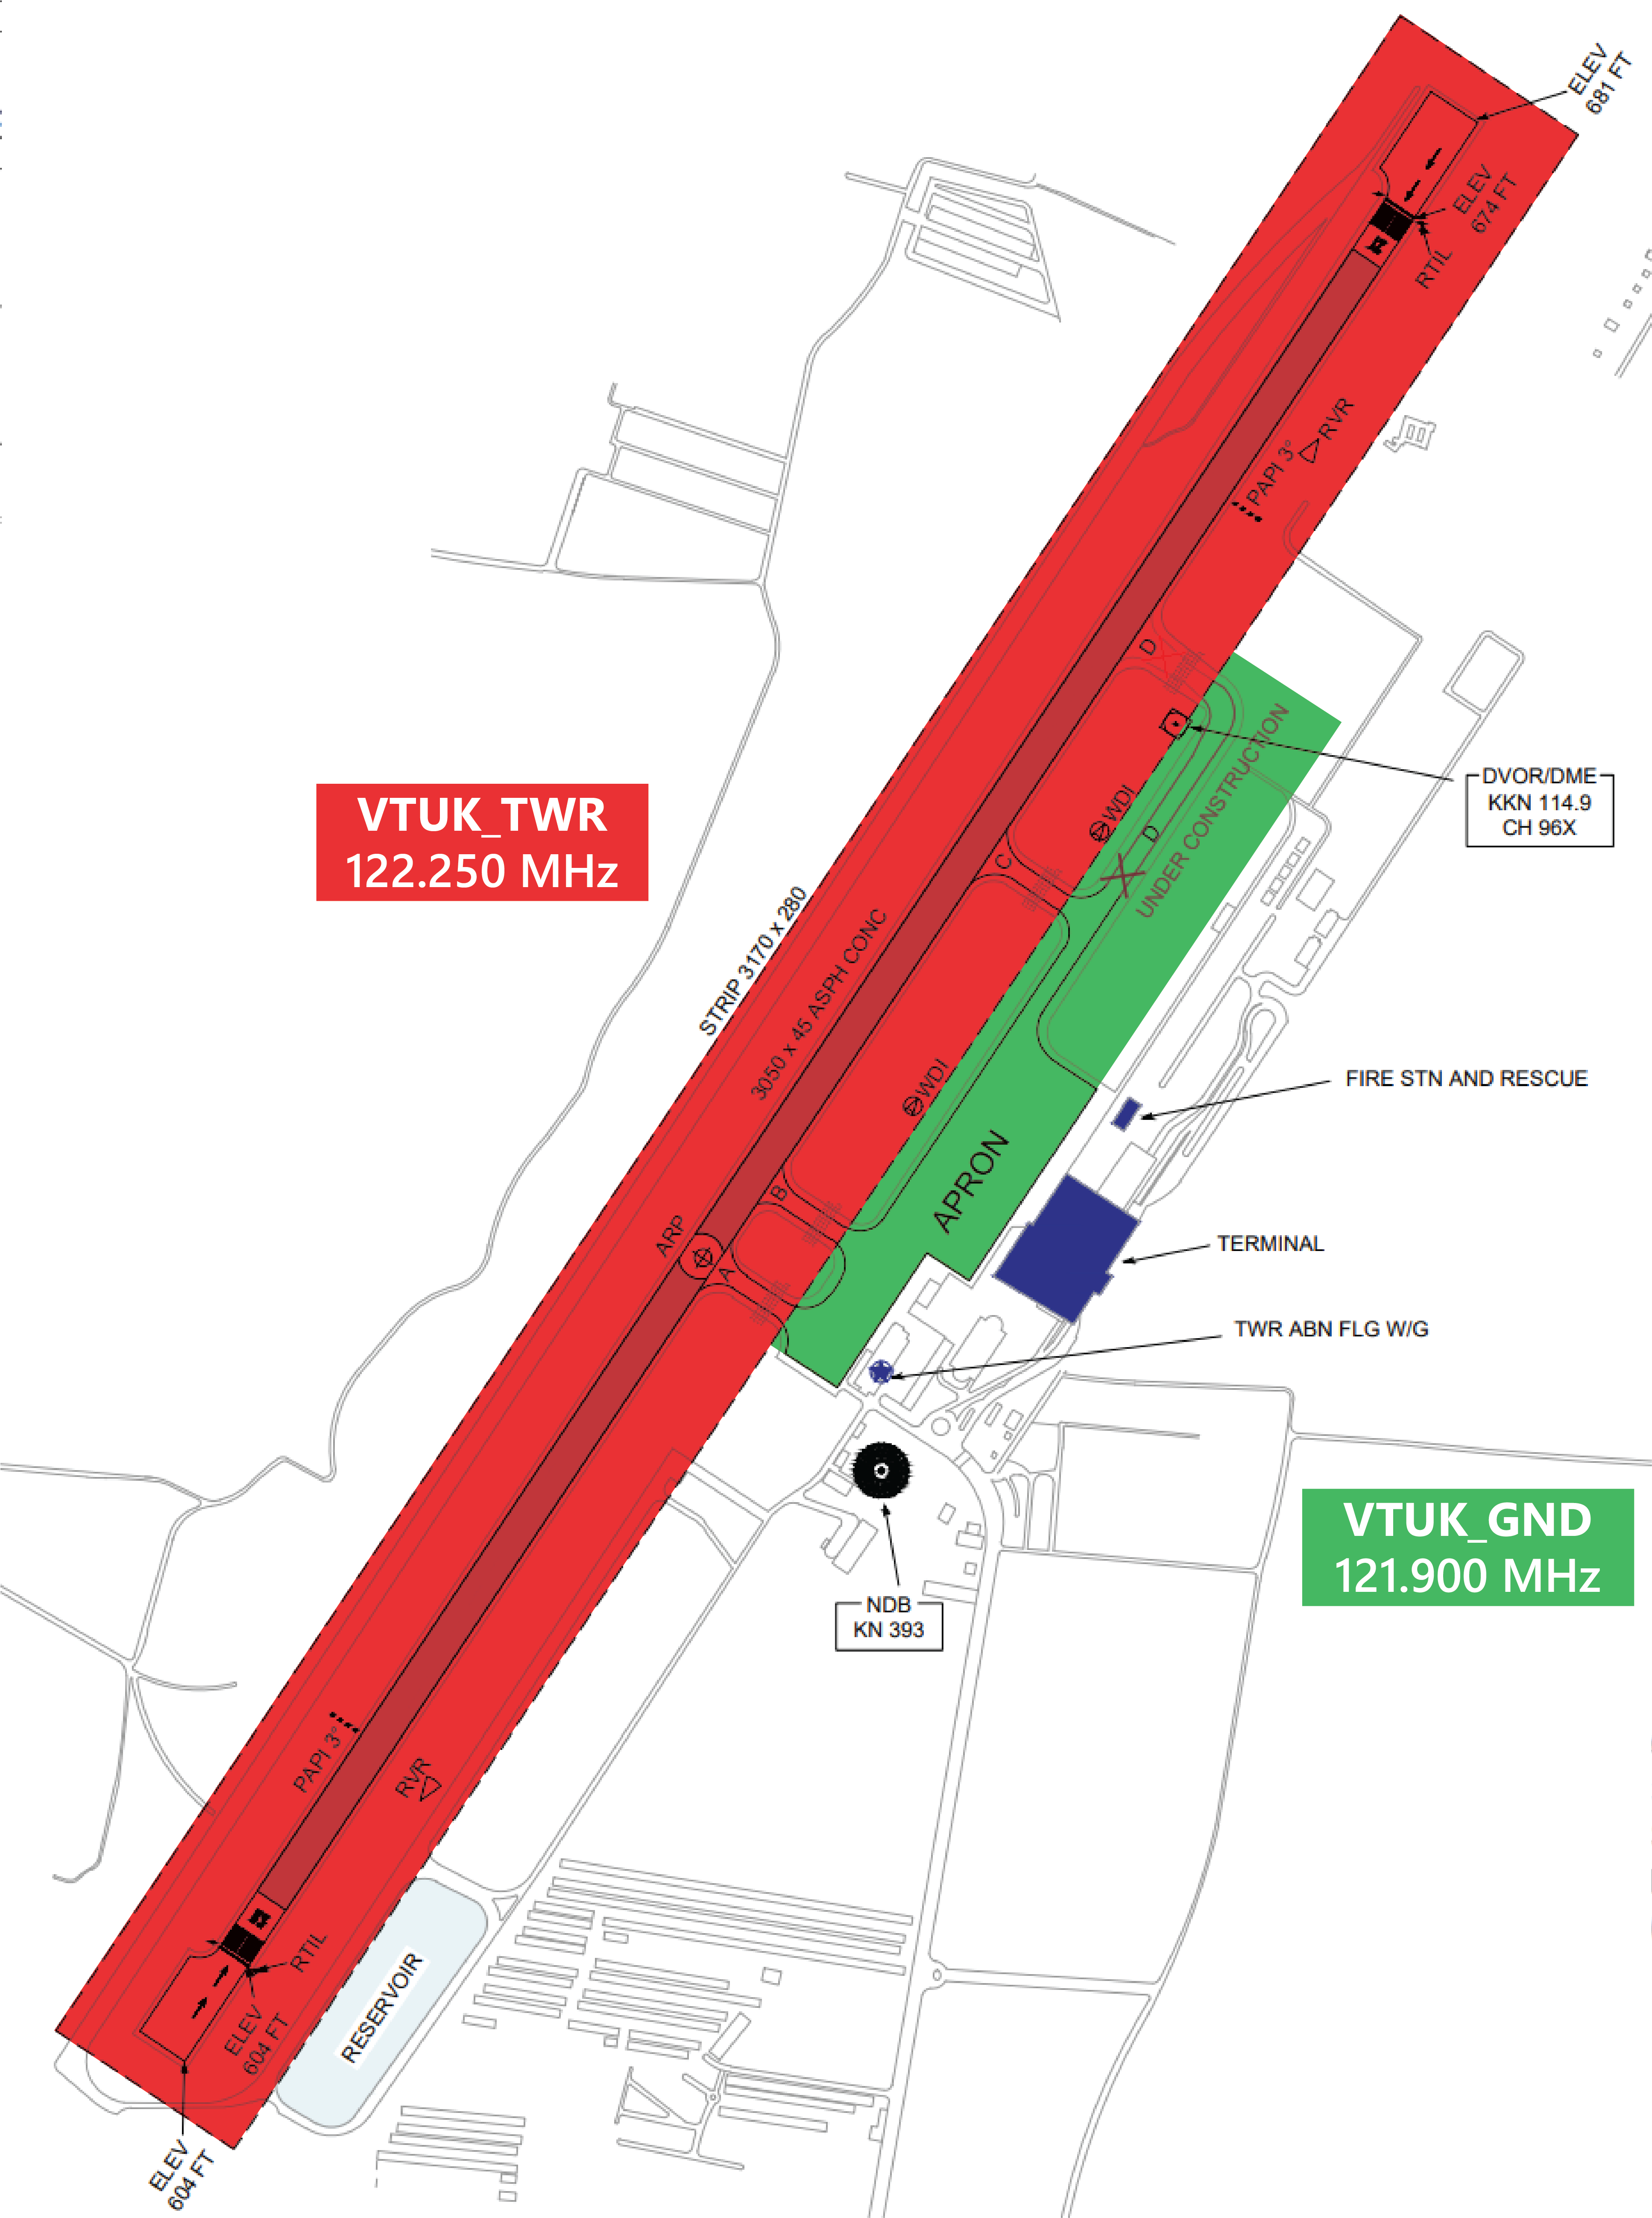 ELEV
681 FT
ELEV
674 FT
RTIL
RVR
PAPI 3°
D
DVOR/DME
KKN 114.9
CH 96X
WDI
D
UNDER CONSTRUCTION
C
VTUK_TWR
122.250 MHz
STRIP 3170 x 280
3050 x 45 ASPH CONC
WDI
FIRE STN AND RESCUE
APRON
B
ARP
A
TERMINAL
TWR ABN FLG W/G
VTUK_GND
121.900 MHz
NDB
KN 393
PAPI 3°
RVR
RTIL
ELEV
604 FT
RESERVOIR
ELEV
604 FT